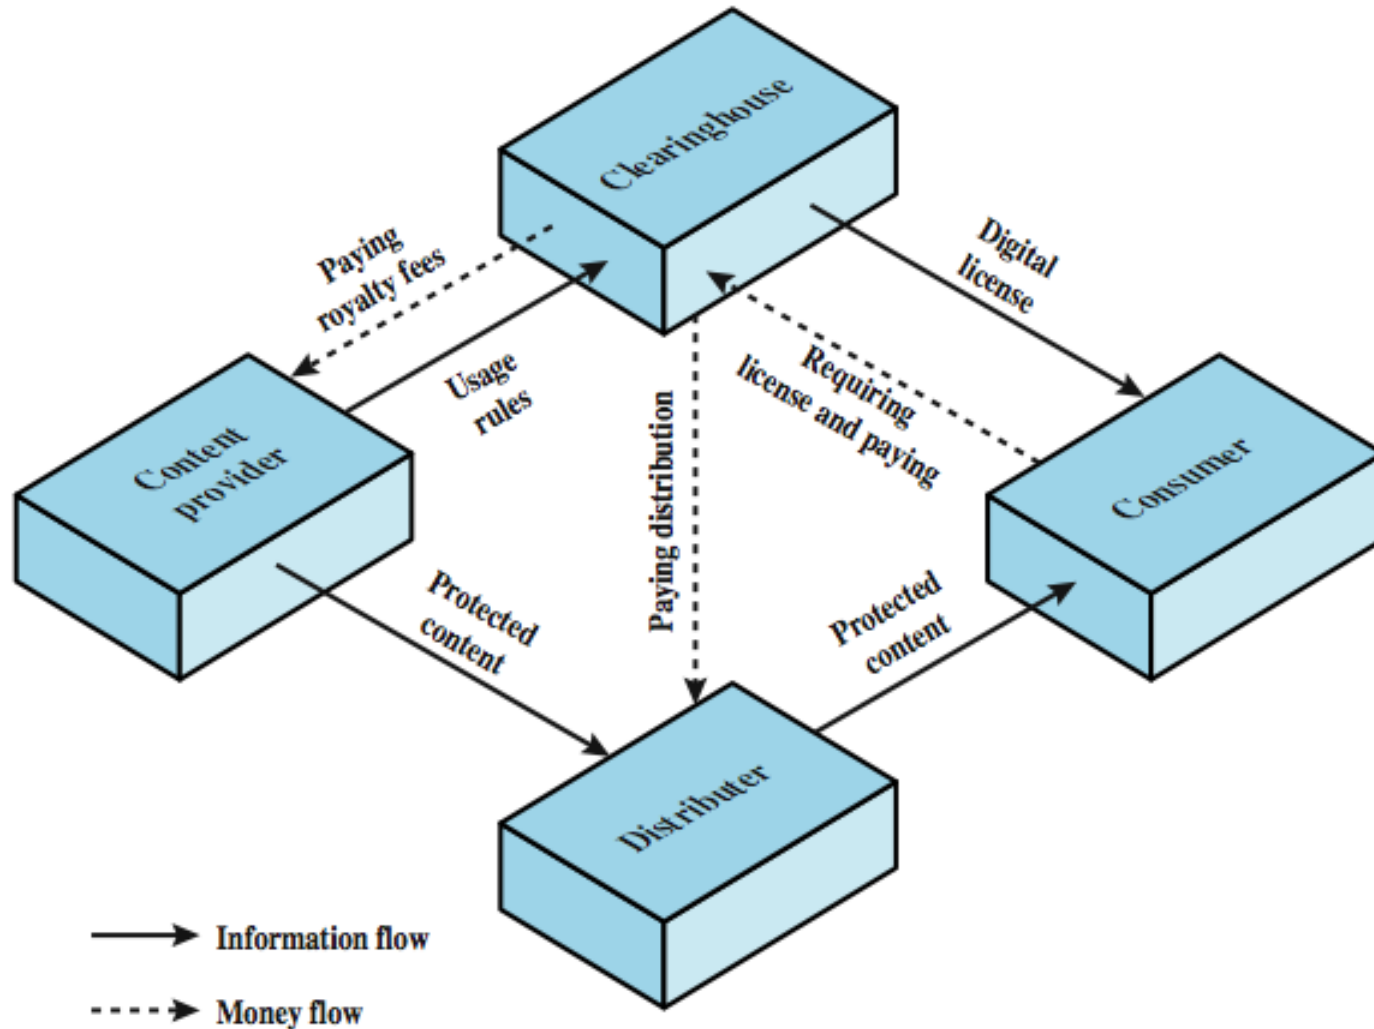 Clearinghouse
Paying
royalty fees
Usage
rules
Digital
license
Requiring
license and paying
Paying distribution
Content
provider
Consumer
Protected
content
Protected
content
Distributer
Information flow
Money flow